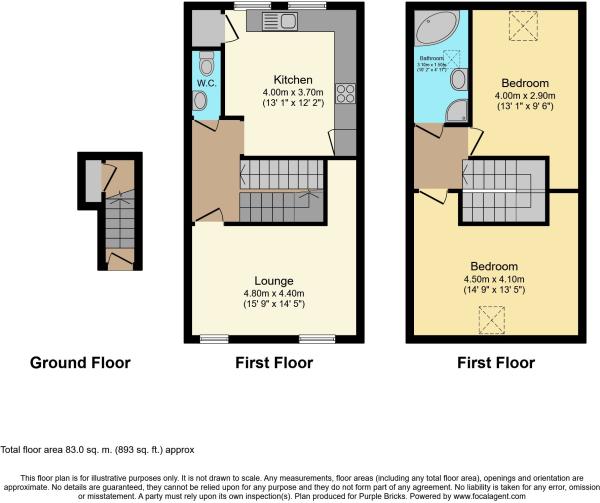 Kitchen
4.00m x 3.70m
(13' 1" x 12' 2")
W.C.
Lounge
4.80m x 4.40m
(15' 9" x 14' 5")
Bathroom
3.10m x 1.50m
(10' 2" x 4' 11")
Bedroom
4.00m x 2.90m
(13' 1" x 9' 6")
Bedroom
4.50m x 4.10m
(14' 9" x 13' 5")
Ground Floor
First Floor
First Floor
Total floor area 83.0 sq. m. (893 sq. ft.) approx
This floor plan is for illustrative purposes only. It is not drawn to scale. Any measurements, floor areas (including any total floor area), openings and orientation are
approximate. No details are guaranteed, they cannot be relied upon for any purpose and they do not form part of any agreement. No liability is taken for any error, omission
or misstatement. A party must rely upon its own inspection(s). Plan produced for Purple Bricks. Powered by www.focalagent.com